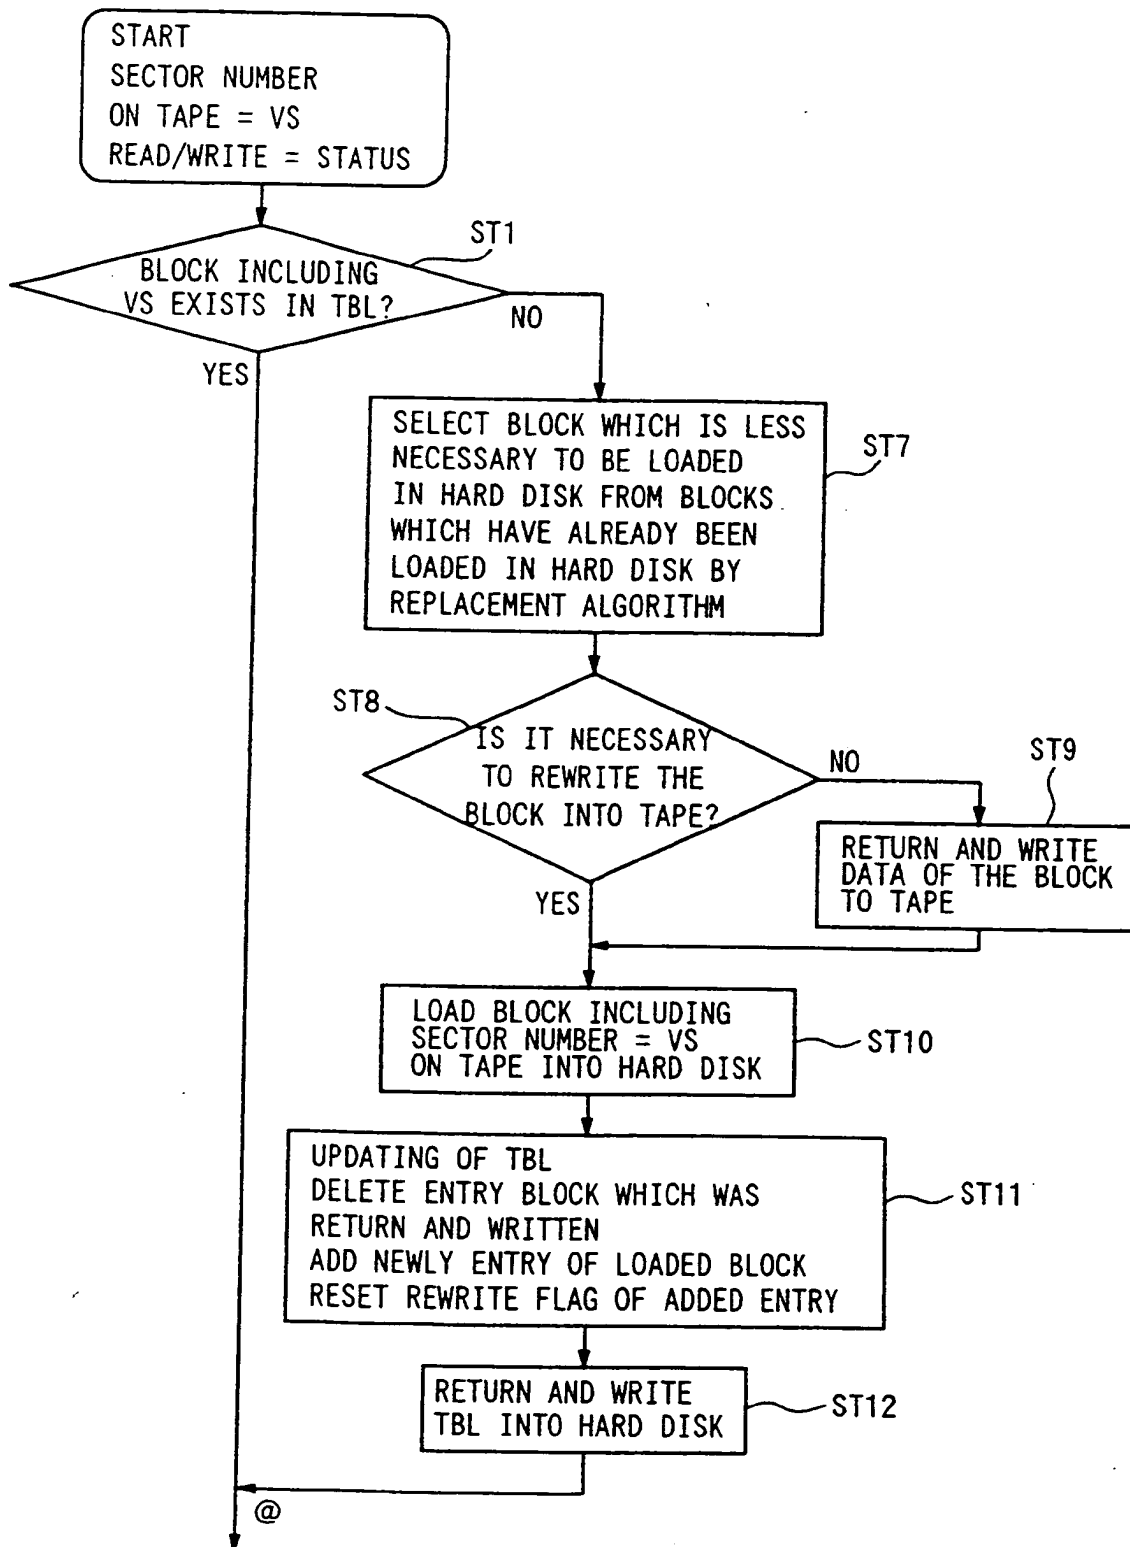 START
SECTOR NUMBER
ON TAPE = VS
READ/WRITE = STATUS
ST1
BLOCK INCLUDING
VS EXISTS IN TBL?
NO
YES
SELECT BLOCK WHICH IS LESS
NECESSARY TO BE LOADED
IN HARD DISK FROM BLOCKS
WHICH HAVE ALREADY BEEN
LOADED IN HARD DISK BY
REPLACEMENT ALGORITHM
ST7
ST8
IS IT NECESSARY
TO REWRITE THE
BLOCK INTO TAPE?
NO
ST9
RETURN AND WRITE
DATA OF THE BLOCK
TO TAPE
YES
LOAD BLOCK INCLUDING
SECTOR NUMBER = VS
ON TAPE INTO HARD DISK
ST10
UPDATING OF TBL
DELETE ENTRY BLOCK WHICH WAS
RETURN AND WRITTEN
ADD NEWLY ENTRY OF LOADED BLOCK
RESET REWRITE FLAG OF ADDED ENTRY
ST11
RETURN AND WRITE
TBL INTO HARD DISK
ST12
@